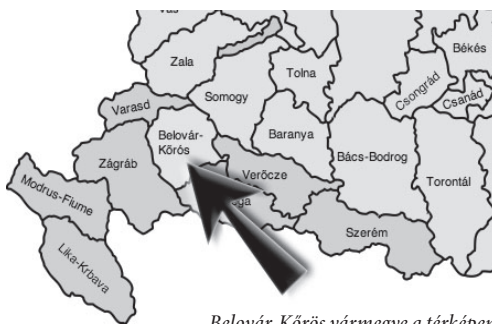 Vas
Zala
Tolna
Békés
Somogy
Csongrád
Csanád
Varasd
Belovár-
Kőrös
Baranya
Zágráb
Verőcze
Bács-Bodrog
Torontál
Modrus-Fiume
Szerém
Lika-Krbava
Belovár-Kőrös vármegye a térképen